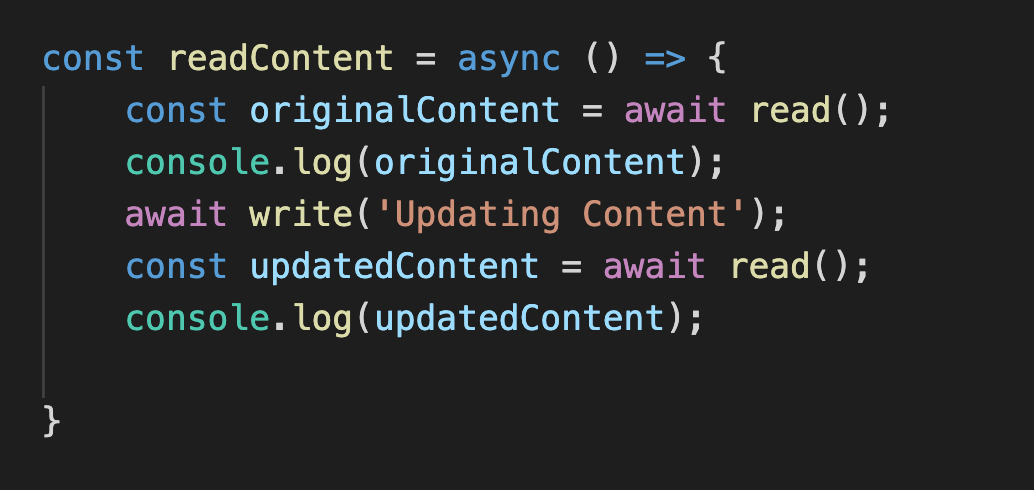 const readContent = async () => {
    const originalContent = await read();
    console.log(originalContent);
    await write('Updating Content');
    const updatedContent = await read();
    console.log(updatedContent);
}